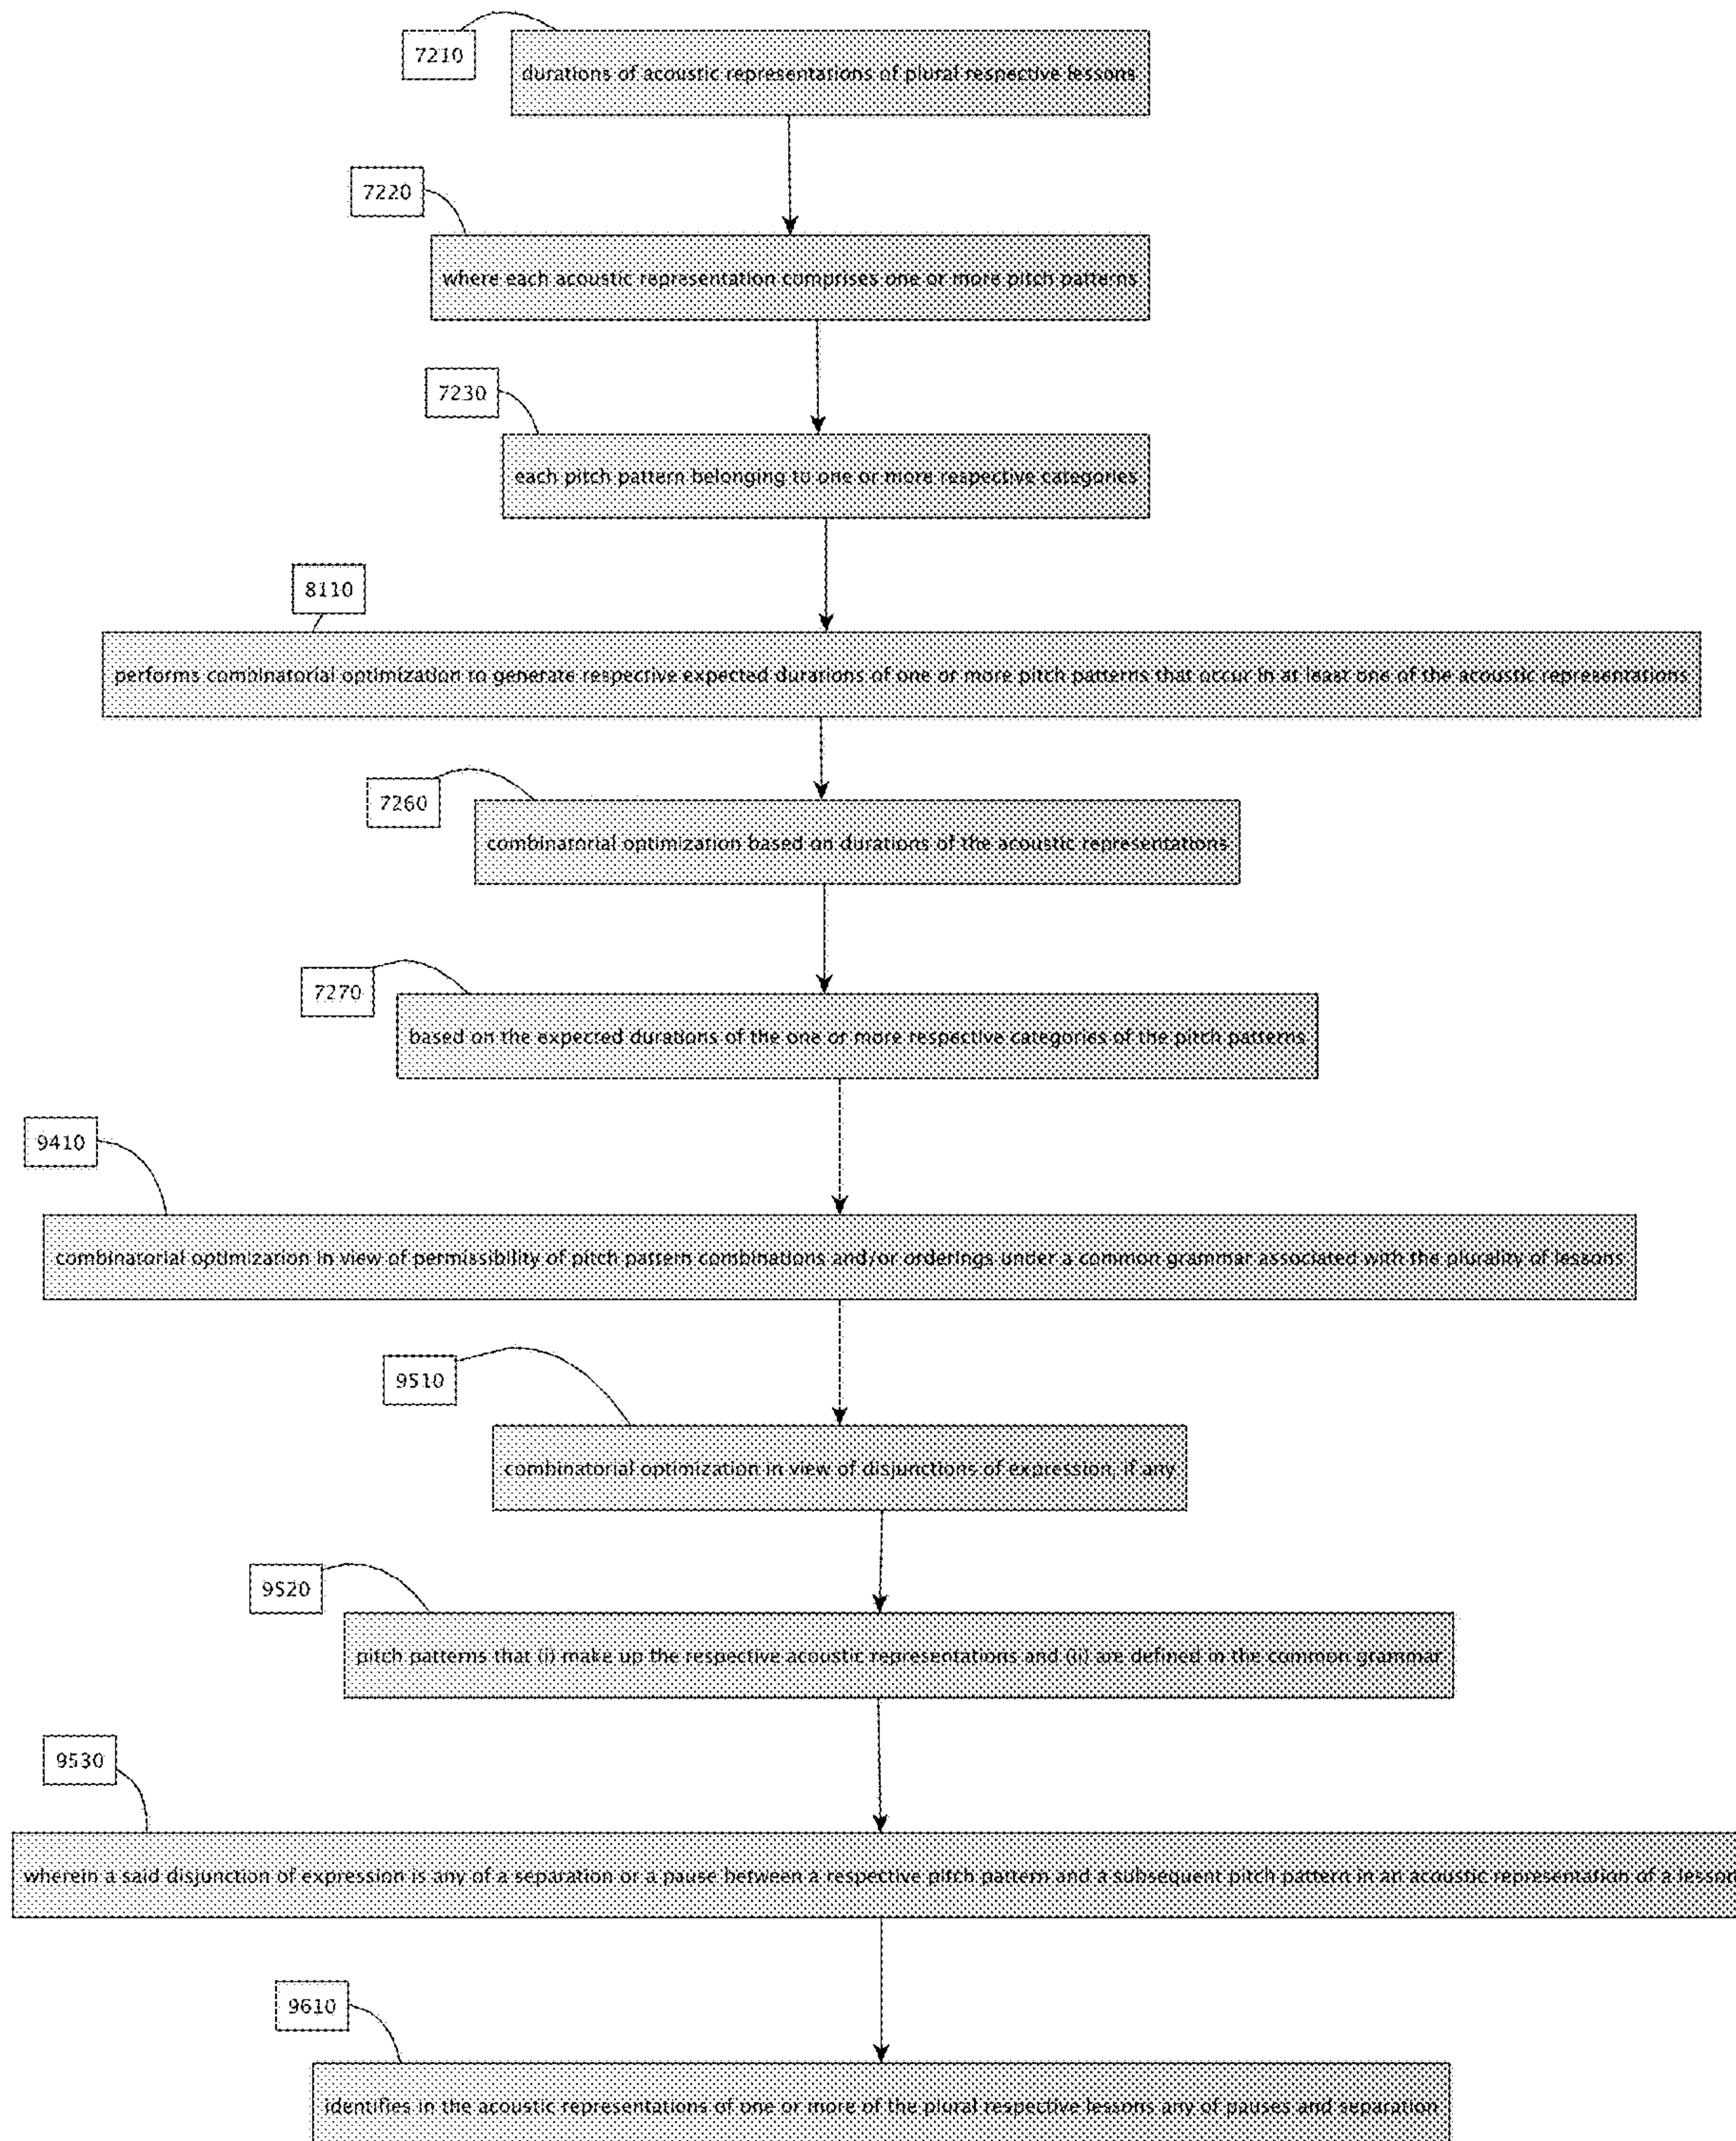 7210
durations of acoustic representations of plural respective lessons
7220
where each acoustic representation comprises one or more pitch patterns
7230
each pitch pattern belonging to one or more respective categories
8110
performs combinatorial optimization to generate respective expected durations of one or more pitch patterns that occur in at least one of the acoustic representations
7260
combinatorial optimization based on durations of the acoustic representations
7270
based on the expected durations of the one or more respective categories of the pitch patterns
9410
combinatorial optimization in view of permissibility of pitch pattern combinations and/or orderings under a common grammar associated with the plurality of lessons
9510
combinatorial optimization in view of disjunctions of expression, if any
9520
pitch patterns that (i) make up the respective acoustic representations and (ii) are defined in the common grammar
9530
wherein a said disjunction of expression is any of a separation or a pause between a respective pitch pattern and a subsequent pitch pattern in an acoustic representation of a lesson
9610
identifies in the acoustic representations of one or more of the plural respective lessons any of pauses and separation